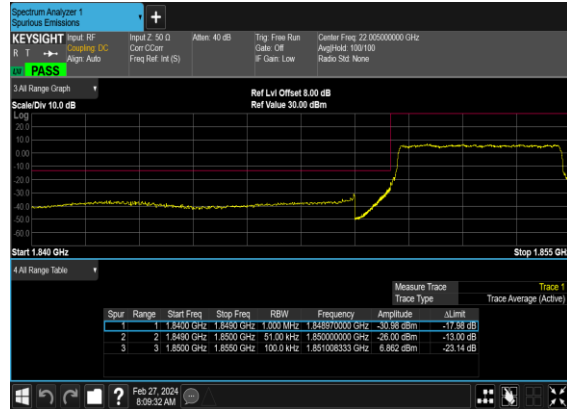 Spectrum Analyzer 1
Spurious Emissions
+
KEYSIGHT Input: RF Input Z: 50 Ω Atten: 40 dB Trig: Free Run Center Freq: 22.005000000 GHz
R T Coupling: DC Corr CCorr Gate: Off Avg|Hold: 100/100
Align: Auto Freq Ref: Int (S) IF Gain: Low Radio Std: None
PASS
3 All Range Graph
Ref Lvl Offset 8.00 dB
Scale/Div 10.0 dB Ref Value 30.00 dBm
Log
20.0
10.0
0.00
-10.0
-20.0
-30.0
-40.0
-50.0
-60.0
Start 1.840 GHz Stop 1.855 GH
4 All Range Table
Measure Trace Trace 1
Trace Type Trace Average (Active)
Spur Range Start Freq Stop Freq RBW Frequency Amplitude ΔLimit
1 1 1.8400 GHz 1.8490 GHz 1.000 MHz 1.848970000 GHz -30.98 dBm -17.98 dB
2 2 1.8490 GHz 1.8500 GHz 51.00 kHz 1.850000000 GHz -26.00 dBm -13.00 dB
3 3 1.8500 GHz 1.8550 GHz 100.0 kHz 1.851008333 GHz 6.862 dBm -23.14 dB
?
Feb 27, 2024
8:09:32 AM